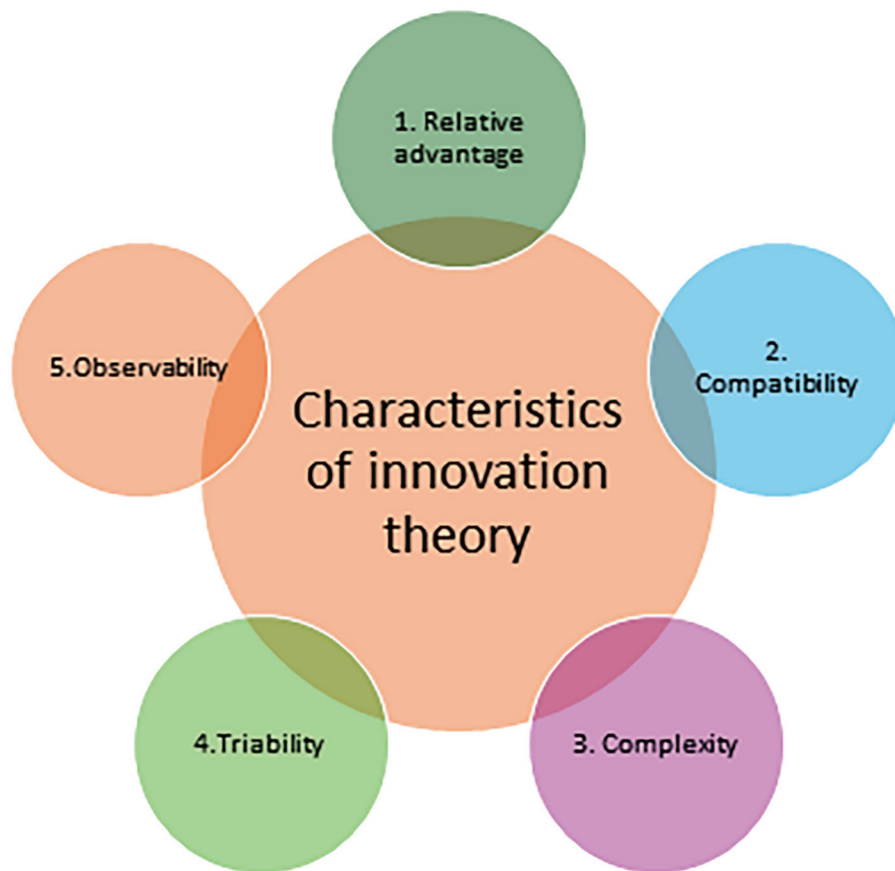 1. Relative
advantage
2.
Compatibility
3. Complexity
4.Triability
5.Observability
Characteristics
of innovation
theory